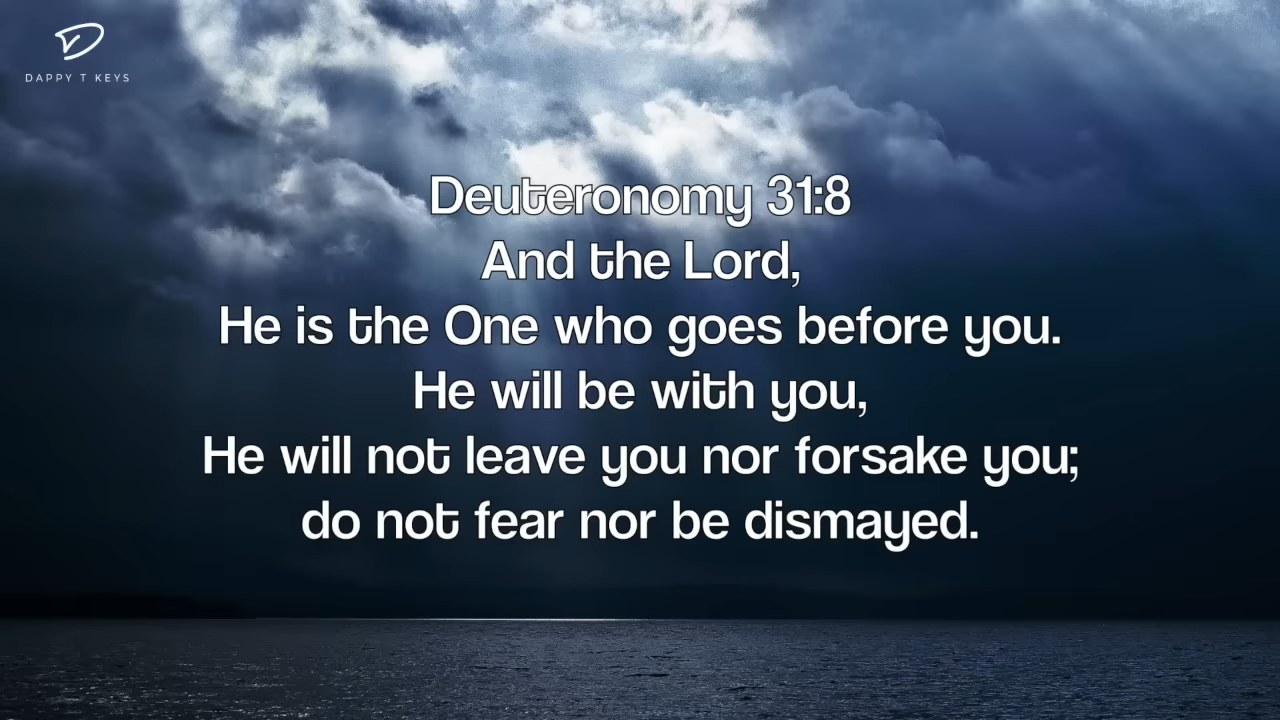 DAPPY T KEYS
Deuteronomy 31:8
And the Lord,
He is the One who goes before you.
He will be with you,
He will not leave you nor forsake you;
do not fear nor be dismayed.